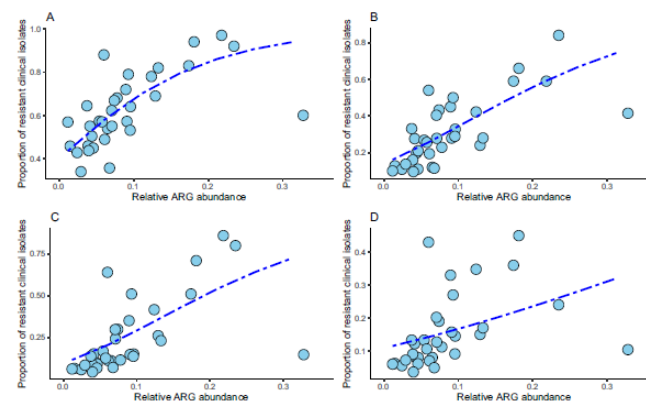 A
Proportion of resistant clinical isolates
1.0
0.8
0.6
0.4
0.0 0.1 0.2 0.3
Relative ARG abundance
B
Proportion of resistant clinical isolates
0.8
0.6
0.4
0.2
0.0 0.1 0.2 0.3
Relative ARG abundance
C
Proportion of resistant clinical isolates
0.75
0.50
0.25
0.0 0.1 0.2 0.3
Relative ARG abundance
D
Proportion of resistant clinical isolates
0.4
0.3
0.2
0.1
0.0 0.1 0.2 0.3
Relative ARG abundance